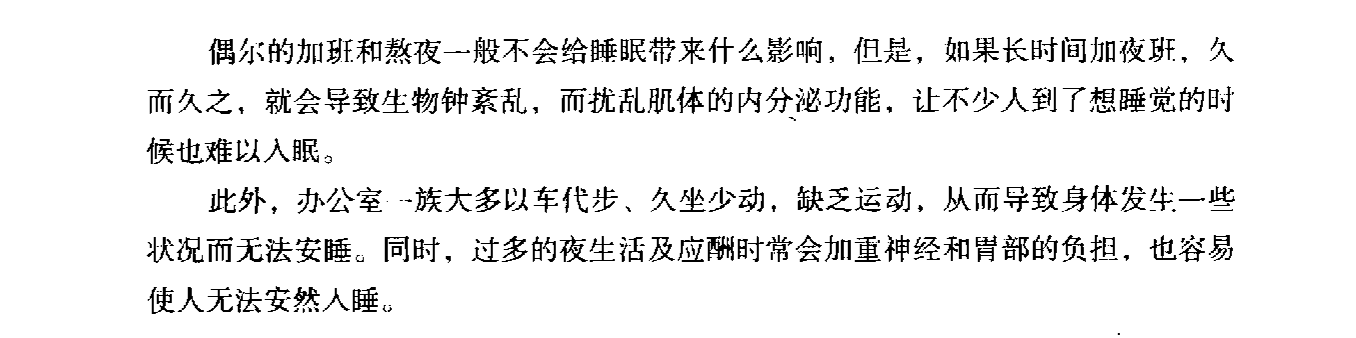 偶尔的加班和熬夜一般不会给睡眠带来什么影响，但是，如果长时间加夜班，久
而久之，就会导致生物钟紊乱，而扰乱肌体的内分泌功能，让不少人到了想睡觉的时
候也难以入眠。
此外，办公室一族大多以车代步、久坐少动，缺乏运动，从而导致身体发生一些
状况而无法安睡。同时，过多的夜生活及应酬时常会加重神经和胃部的负担，也容易
使人无法安然入睡。